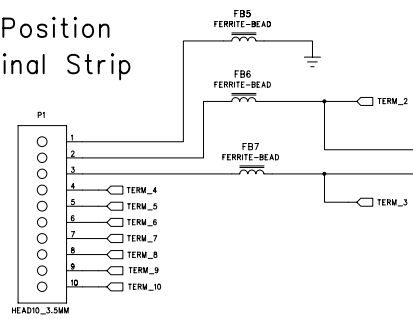 Position
inal Strip
FB5
FERRITE-BEAD
FB6
FERRITE-BEAD
TERM_2
P1
FB7
FERRITE-BEAD
1
2
3
4 TERM_4
TERM_3
5 TERM_5
6 TERM_6
7 TERM_7
8 TERM_8
9 TERM_9
10 TERM_10
HEAD10_3.5MM